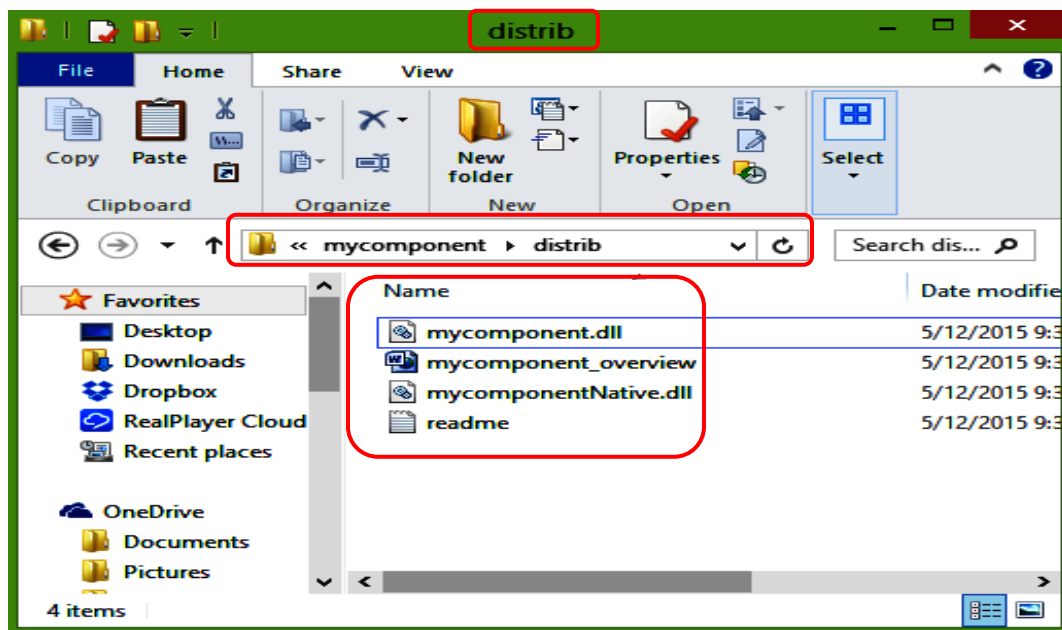 distrib
File Home Share View
Copy Paste New folder Properties Select
Clipboard Organize New Open
« mycomponent ▸ distrib Search dis...
Favorites
Desktop
Downloads
Dropbox
RealPlayer Cloud
Recent places
OneDrive
Documents
Pictures
Name Date modifie
mycomponent.dll 5/12/2015 9:3
mycomponent_overview 5/12/2015 9:3
mycomponentNative.dll 5/12/2015 9:3
readme 5/12/2015 9:3
4 items